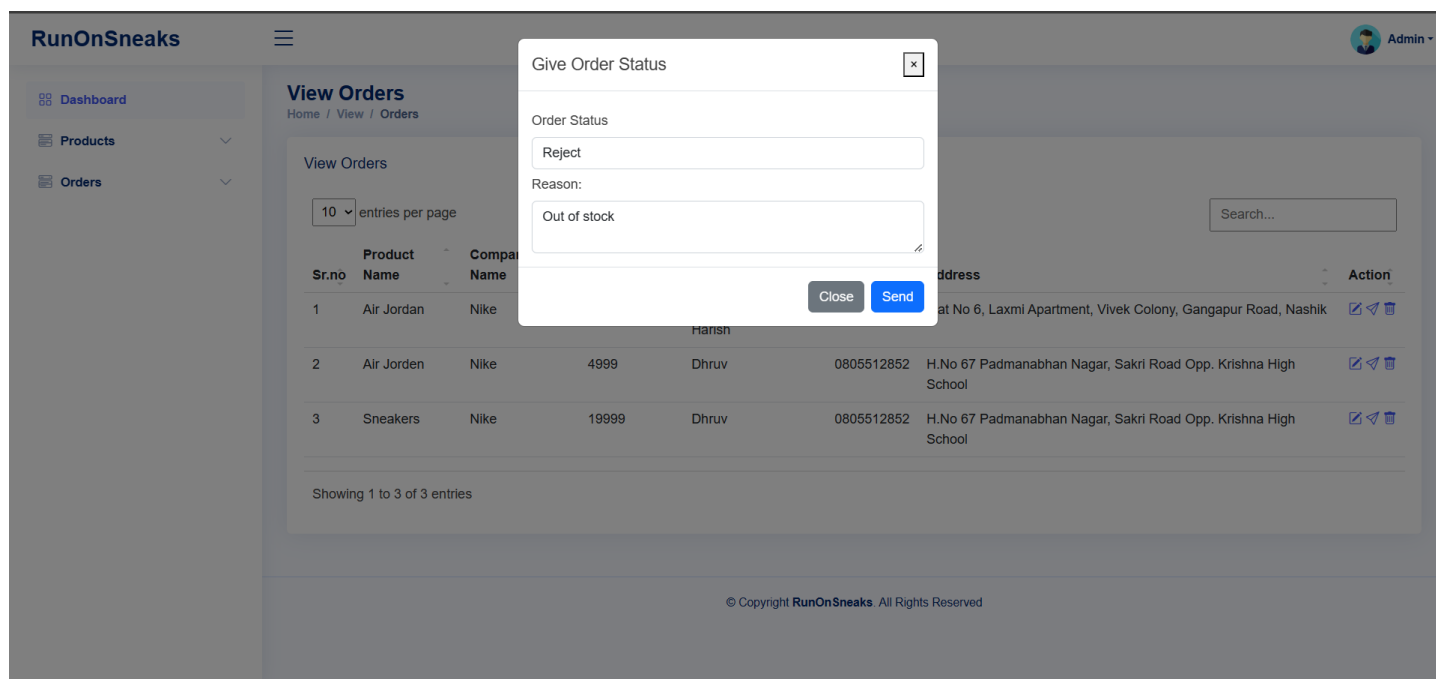 RunOnSneaks
Admin
Give Order Status
×
Dashboard
Products
Orders
View Orders
Home / View / Orders
Order Status
Reject
Reason:
Out of stock
Close Send
View Orders
10 entries per page
Search...
Sr.no Product Name Name Action
1 Air Jordan Nike Harish No 6, Laxmi Apartment, Vivek Colony, Gangapur Road, Nashik
2 Air Jorden Nike 4999 Dhruv 0805512852 H.No 67 Padmanabhan Nagar, Sakri Road Opp. Krishna High
School
3 Sneakers Nike 19999 Dhruv 0805512852 H.No 67 Padmanabhan Nagar, Sakri Road Opp. Krishna High
School
Showing 1 to 3 of 3 entries
© Copyright RunOnSneaks. All Rights Reserved